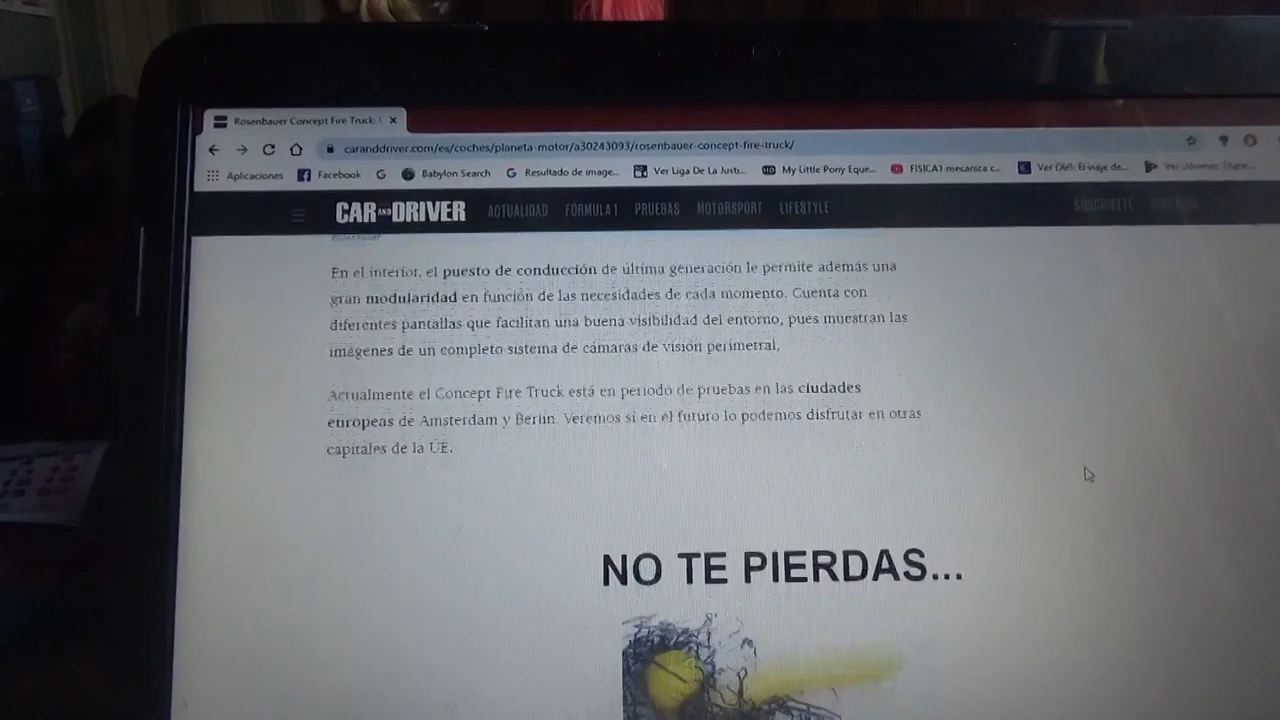 Rosenbauer Concept Fire Truck
caranddriver.com/es/coches/planeta-motor/a30243093/rosenbauer-concept-fire-truck/
Aplicaciones Facebook Babylon Search Resultado de image... Ver Liga De La Justi... My Little Pony Eque... FISICA1 mecanica c... Ver
CAR AND DRIVER ACTUALIDAD FÓRMULA 1 PRUEBAS MOTORSPORT LIFESTYLE SUSCRÍBETE
En el interior, el puesto de conducción de última generación le permite además una
gran modularidad en función de las necesidades de cada momento. Cuenta con
diferentes pantallas que facilitan una buena visibilidad del entorno, pues muestran las
imágenes de un completo sistema de cámaras de visión perimetral.
Actualmente el Concept Fire Truck está en periodo de pruebas en las ciudades
europeas de Amsterdam y Berlín. Veremos si en el futuro lo podemos disfrutar en otras
capitales de la UE.
NO TE PIERDAS...